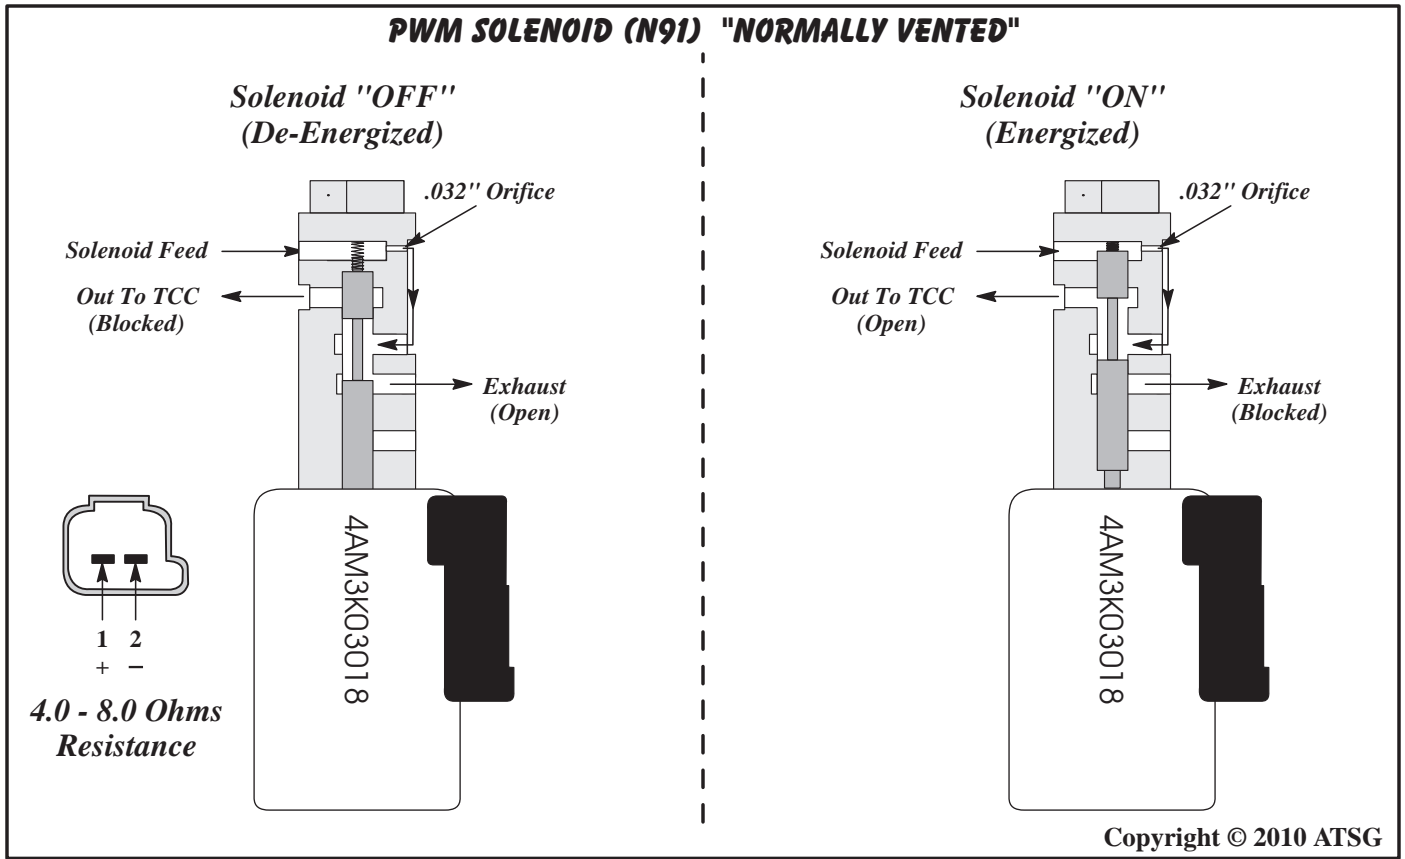 PWM SOLENOID (N91) "NORMALLY VENTED"
Solenoid "OFF"
(De-Energized)
.032" Orifice
Solenoid Feed
Out To TCC
(Blocked)
Exhaust
(Open)
4AM3K03018
1 2
+ −
4.0 - 8.0 Ohms
Resistance
Solenoid "ON"
(Energized)
.032" Orifice
Solenoid Feed
Out To TCC
(Open)
Exhaust
(Blocked)
4AM3K03018
Copyright © 2010 ATSG